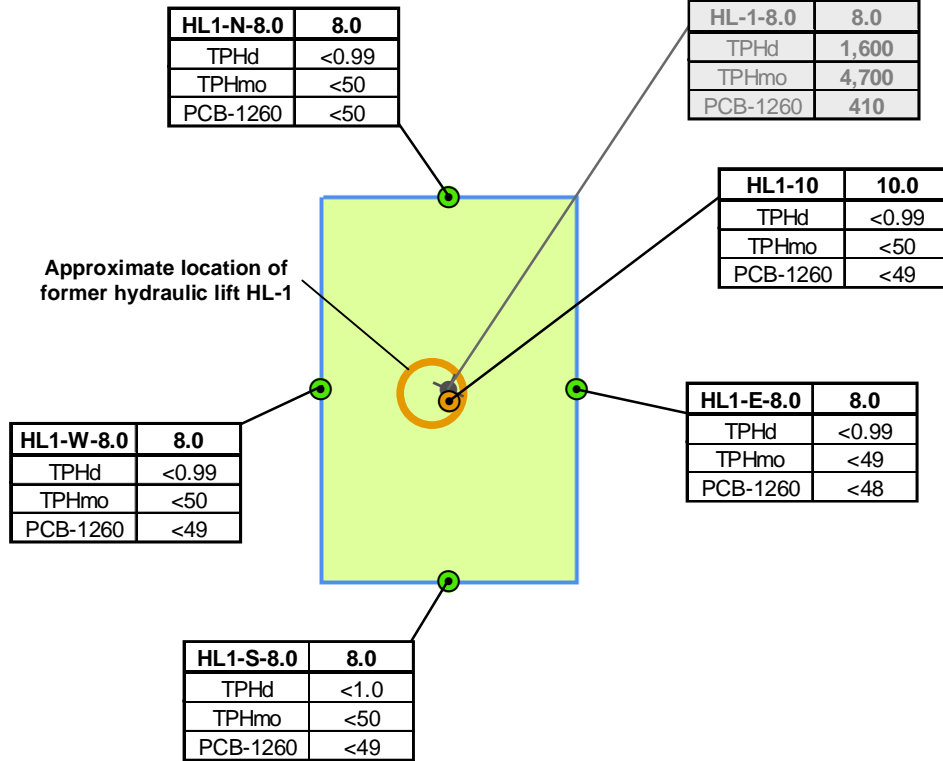 HL1-N-8.0 8.0
TPHd <0.99
TPHmo <50
PCB-1260 <50
HL-1-8.0 8.0
TPHd 1,600
TPHmo 4,700
PCB-1260 410
HL1-10 10.0
TPHd <0.99
TPHmo <50
PCB-1260 <49
Approximate location of
former hydraulic lift HL-1
HL1-W-8.0 8.0
TPHd <0.99
TPHmo <50
PCB-1260 <49
HL1-E-8.0 8.0
TPHd <0.99
TPHmo <49
PCB-1260 <48
HL1-S-8.0 8.0
TPHd <1.0
TPHmo <50
PCB-1260 <49